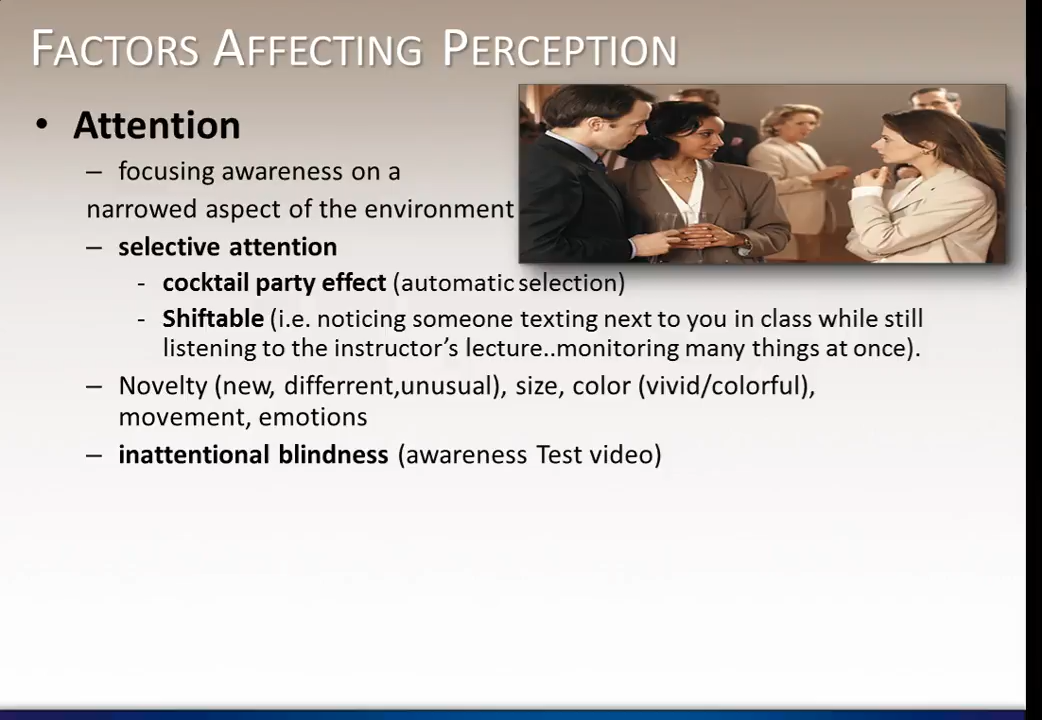 FACTORS AFFECTING PERCEPTION
• Attention
– focusing awareness on a
narrowed aspect of the environment
– selective attention
- cocktail party effect (automatic selection)
- Shiftable (i.e. noticing someone texting next to you in class while still
listening to the instructor’s lecture..monitoring many things at once).
– Novelty (new, differrent,unusual), size, color (vivid/colorful),
movement, emotions
– inattentional blindness (awareness Test video)